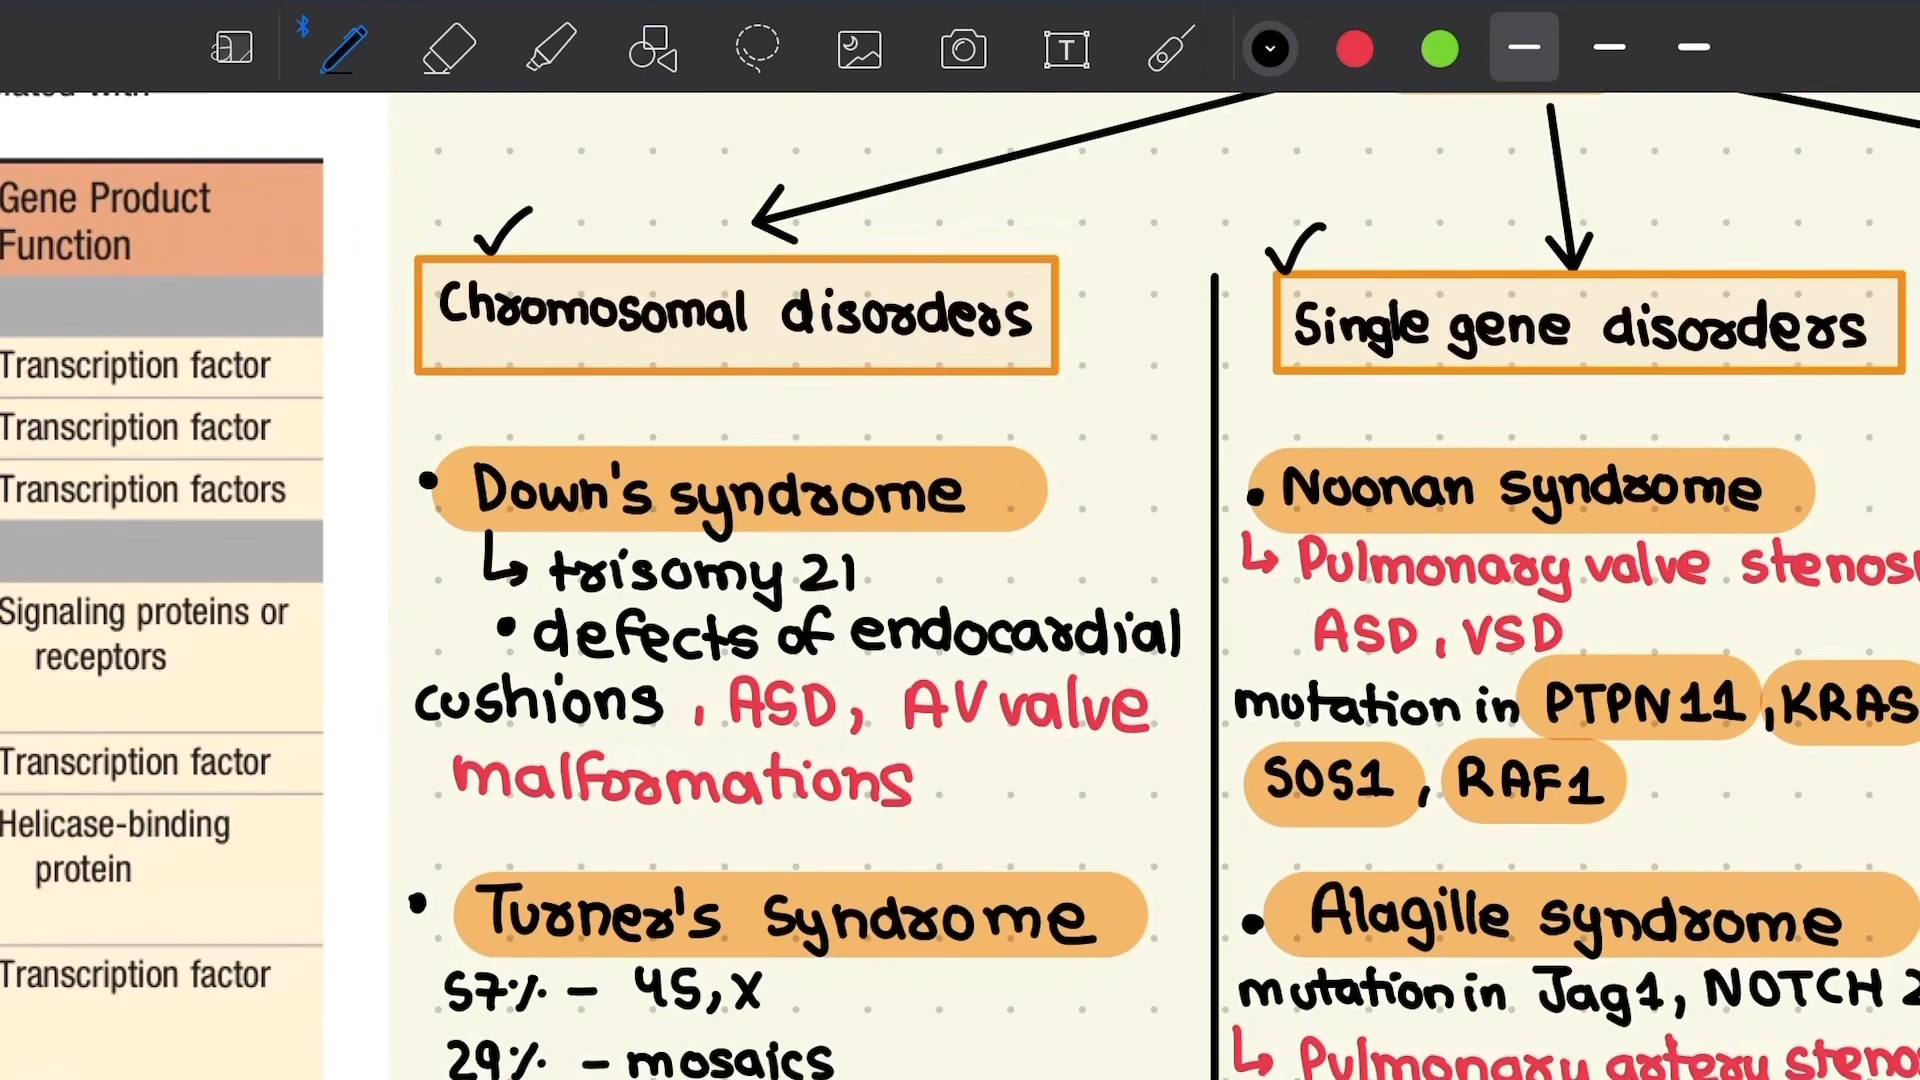 Gene Product
Function
Transcription factor
Transcription factor
Transcription factors
Signaling proteins or
receptors
Transcription factor
Helicase-binding
protein
Transcription factor
Chromosomal disorders
• Down's syndrome
↳ trisomy 21
• defects of endocardial
cushions, ASD, AV valve
malformations
• Turner's Syndrome
57% - 45,X
29% - mosaics
Single gene disorders
• Noonan Syndrome
↳ Pulmonary valve
ASD, VSD
mutation in PTPN11, KRAS
SOS1, RAF1
• Alagille syndrome
mutation in Jag1, NOTCH 2
↳ Pulmonary artery